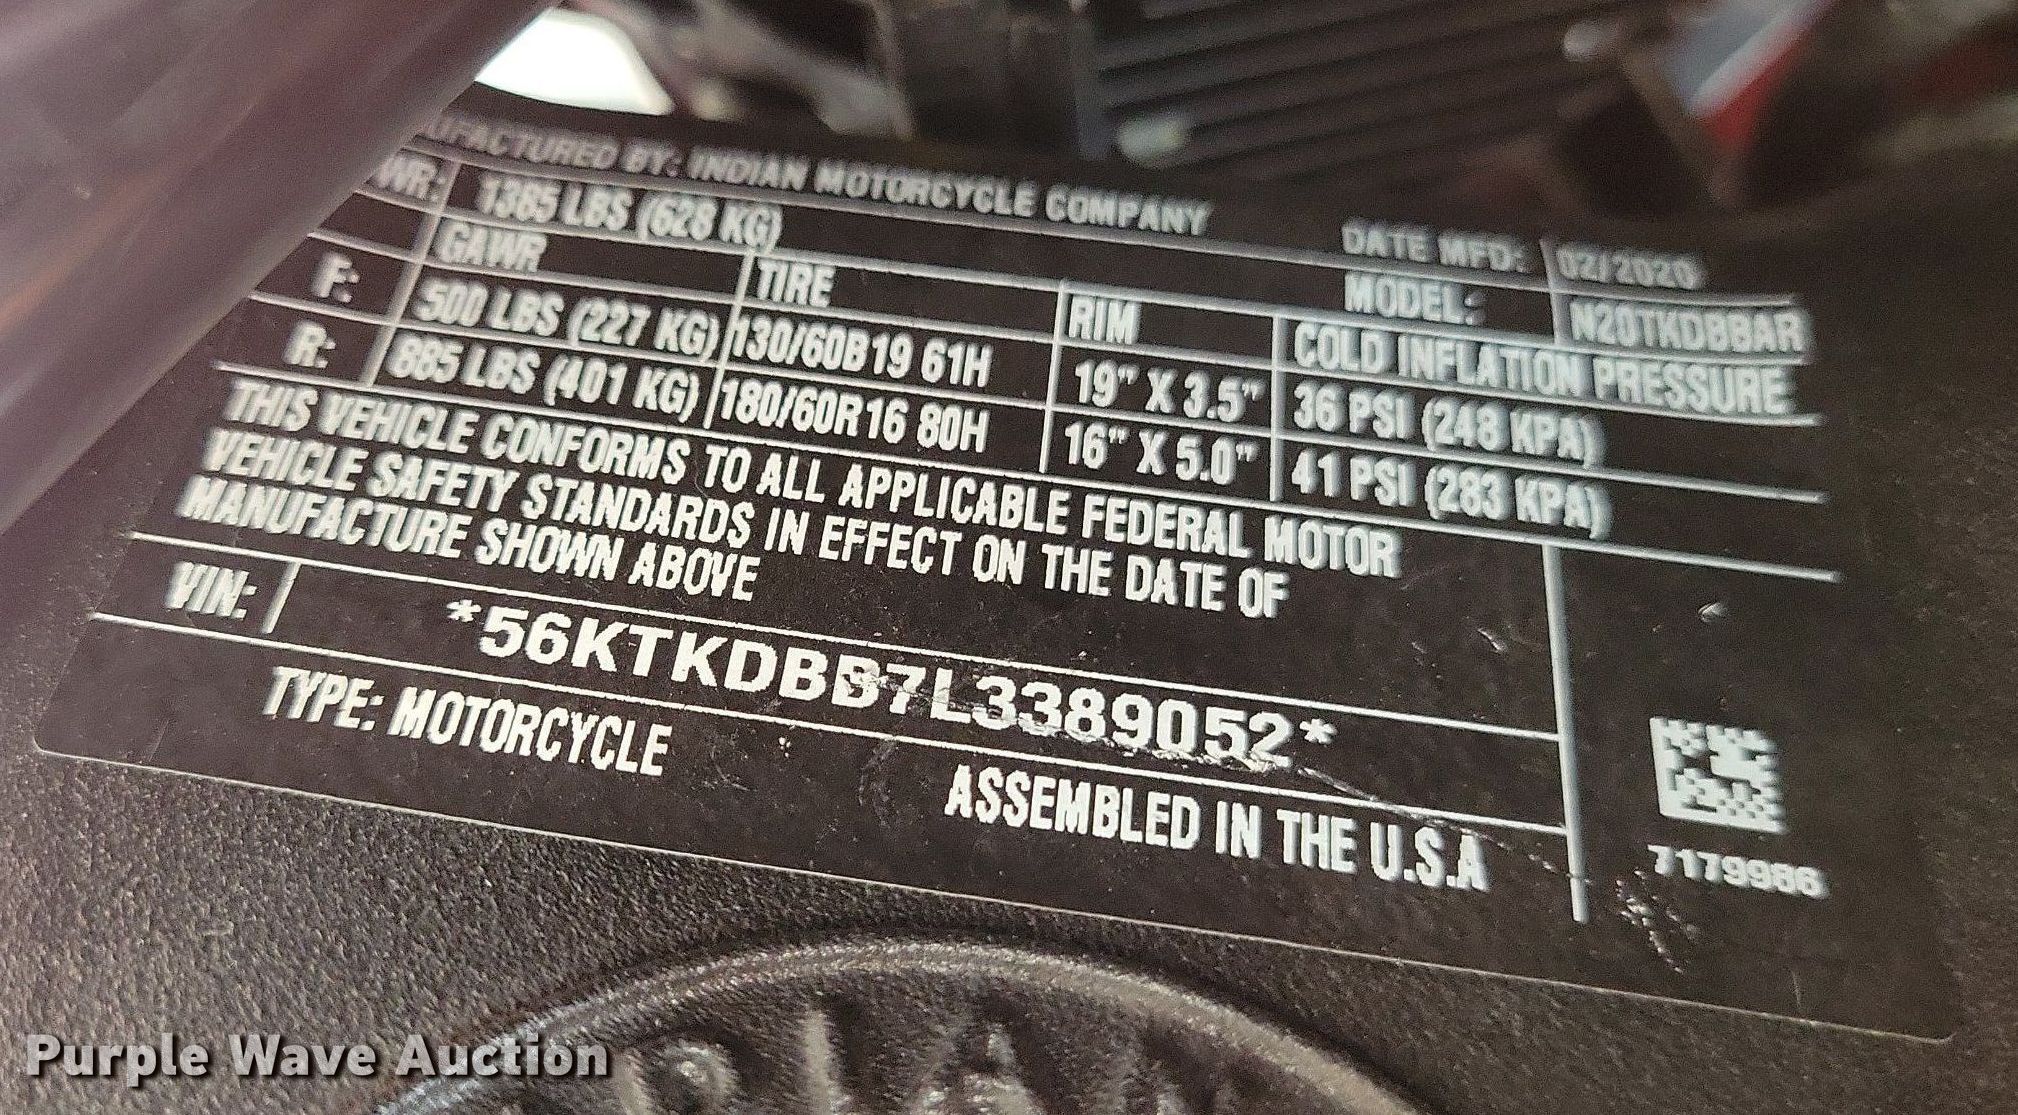 UFACTURED BY: INDIAN MOTORCYCLE COMPANY DATE MFD: 02/2020
WR: 1385 LBS (628 KG) MODEL: N20TKDBBAR
GAWR TIRE RIM COLD INFLATION PRESSURE
F: 500 LBS (227 KG) 130/60B19 61H 19" X 3.5" 36 PSI (248 KPA)
R: 885 LBS (401 KG) 180/60R16 80H 16" X 5.0" 41 PSI (283 KPA)
THIS VEHICLE CONFORMS TO ALL APPLICABLE FEDERAL MOTOR
VEHICLE SAFETY STANDARDS IN EFFECT ON THE DATE OF
MANUFACTURE SHOWN ABOVE
VIN: *56KTKDBB7L3389052*
TYPE: MOTORCYCLE ASSEMBLED IN THE U.S.A
7179986
Purple Wave Auction